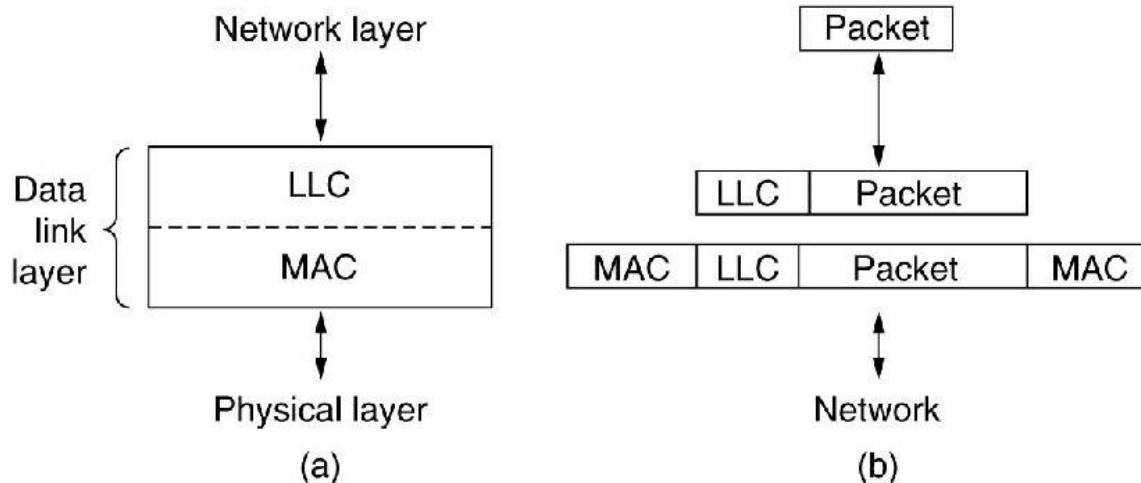 Network layer
Data
link
layer
LLC
MAC
Physical layer
(a)
Packet
LLC Packet
MAC LLC Packet MAC
Network
(b)